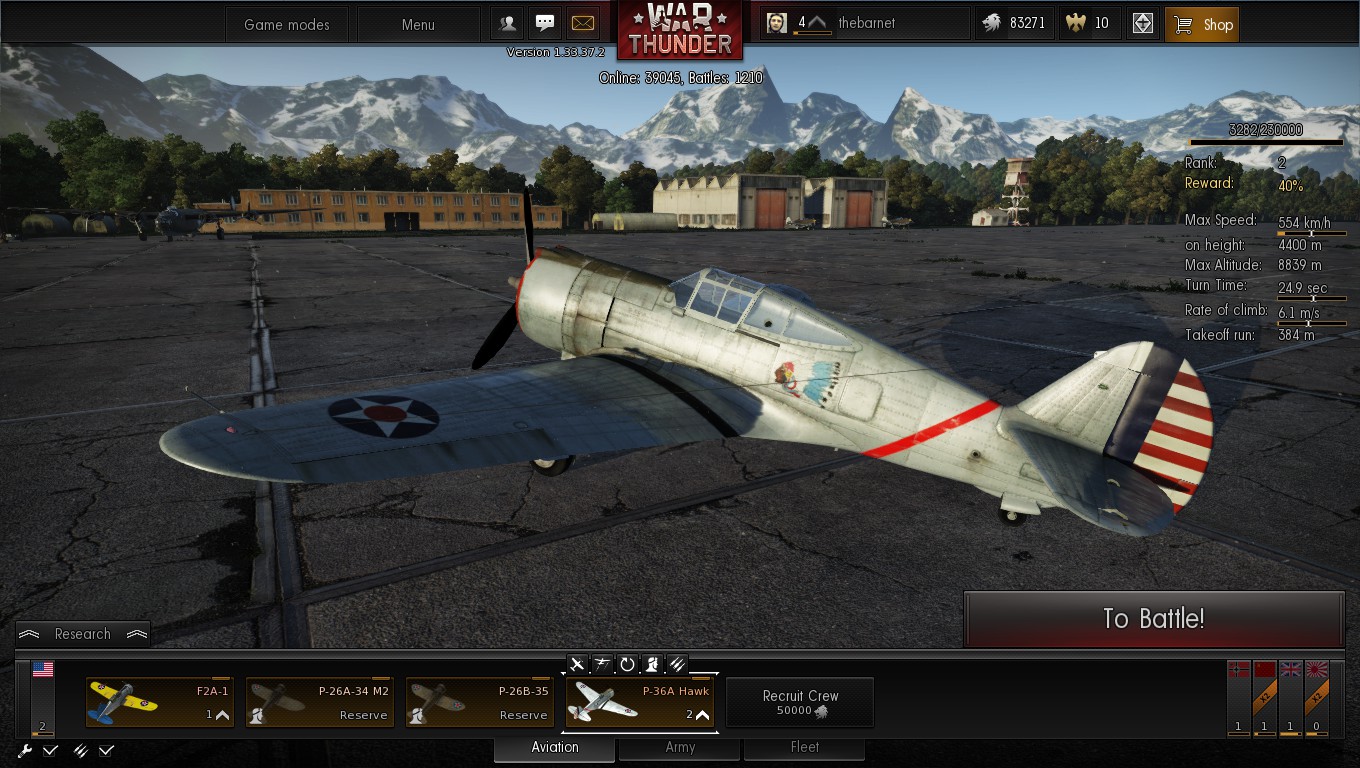 Game modes
Menu
WAR THUNDER
4
thebarnet
83271
10
Shop
Version 1.33.37.2
Online: 39045, Battles: 1210
3282/230000
Rank: 2
Reward: 40%
Max Speed: 554 km/h
on height: 4400 m
Max Altitude: 8839 m
Turn Time: 24.9 sec
Rate of climb: 6.1 m/s
Takeoff run: 384 m
To Battle!
Research
2
F2A-1
1
P-26A-34 M2
Reserve
P-26B-35
Reserve
P-36A Hawk
2
Recruit Crew
50000
X2
X2
1
1
1
0
Aviation
Army
Fleet